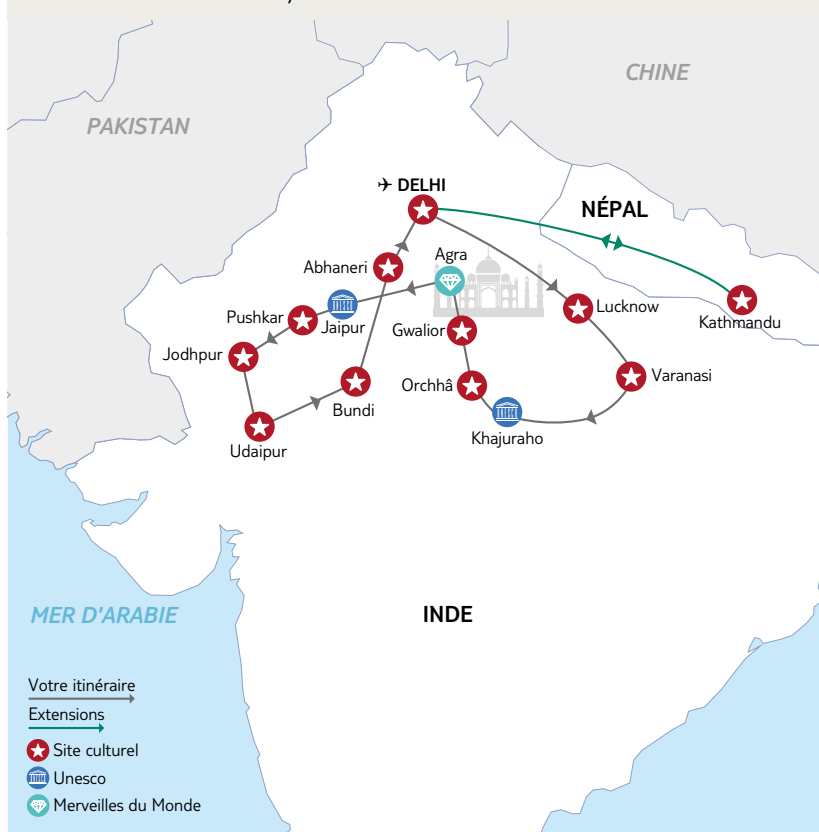 CHINE
PAKISTAN
DELHI
NÉPAL
Agra
Abhaneri
Lucknow
Pushkar
Jaipur
Gwalior
Kathmandu
Jodhpur
Orchhâ
Varanasi
Bundi
Khajuraho
Udaipur
MER D'ARABIE
INDE
Votre itinéraire
Extensions
Site culturel
Unesco
Merveilles du Monde